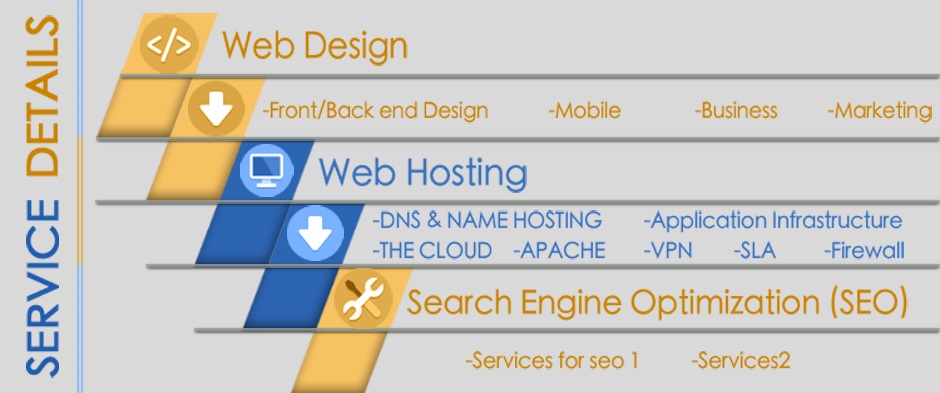 SERVICE DETAILS
</> Web Design
-Front/Back end Design -Mobile -Business -Marketing
Web Hosting
-DNS & NAME HOSTING -Application Infrastructure
-THE CLOUD -APACHE -VPN -SLA -Firewall
Search Engine Optimization (SEO)
-Services for seo 1 -Services2